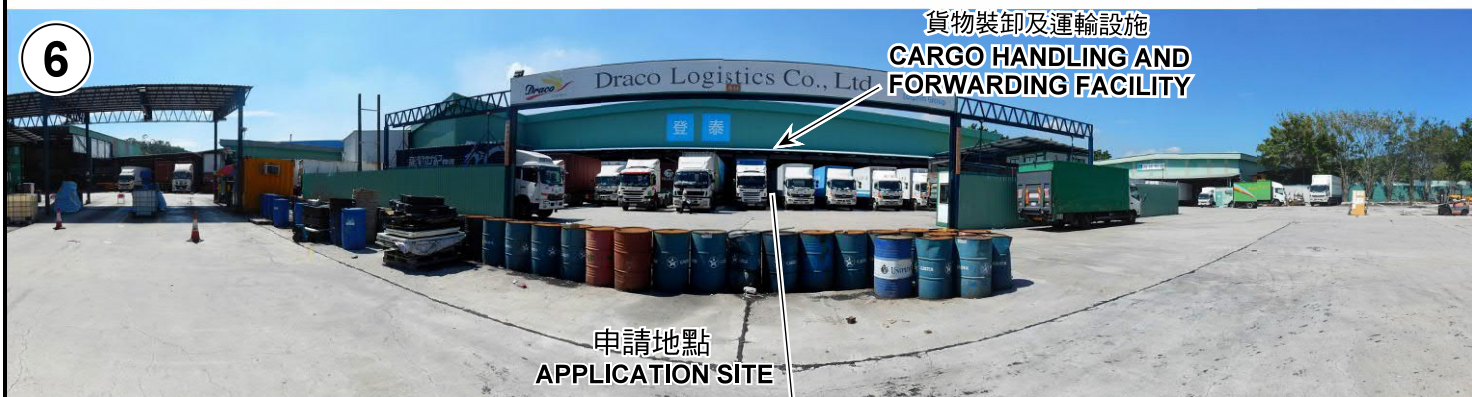 6
貨物裝卸及運輸設施
CARGO HANDLING AND
FORWARDING FACILITY
Draco
Draco Logistics Co., Ltd
登泰
申請地點
APPLICATION SITE